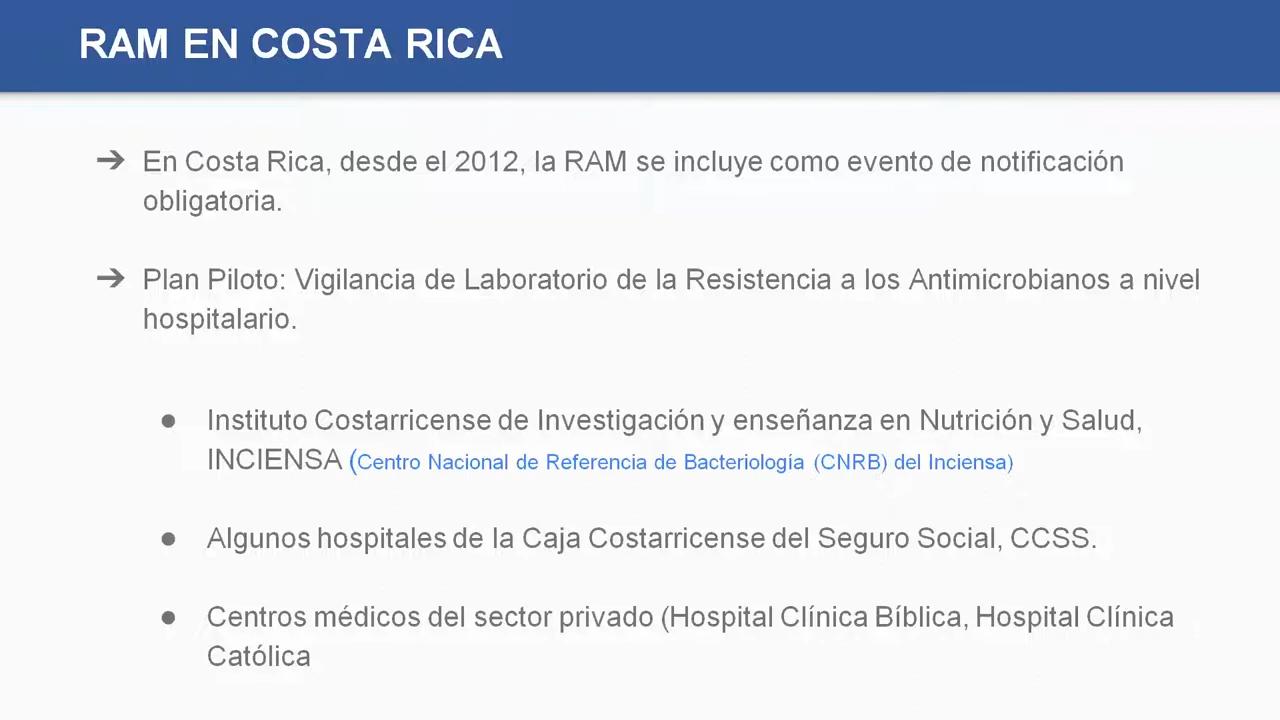 RAM EN COSTA RICA
➔ En Costa Rica, desde el 2012, la RAM se incluye como evento de notificación
obligatoria.
➔ Plan Piloto: Vigilancia de Laboratorio de la Resistencia a los Antimicrobianos a nivel
hospitalario.
● Instituto Costarricense de Investigación y enseñanza en Nutrición y Salud,
INCIENSA (Centro Nacional de Referencia de Bacteriología (CNRB) del Inciensa)
● Algunos hospitales de la Caja Costarricense del Seguro Social, CCSS.
● Centros médicos del sector privado (Hospital Clínica Bíblica, Hospital Clínica
Católica